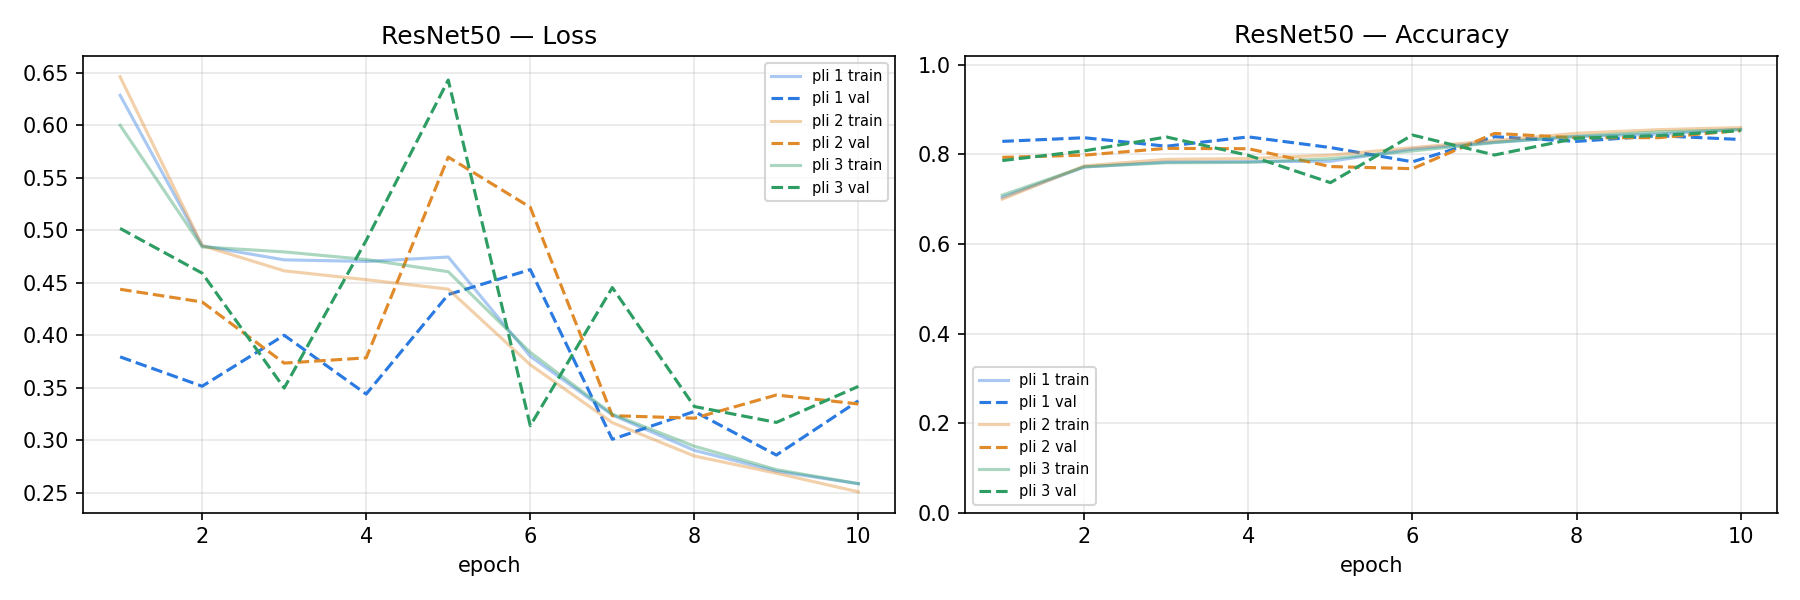 ResNet50 — Loss
0.65
0.60
0.55
0.50
0.45
0.40
0.35
0.30
0.25
2
4
6
8
10
epoch
pli 1 train
pli 1 val
pli 2 train
pli 2 val
pli 3 train
pli 3 val
ResNet50 — Accuracy
1.0
0.8
0.6
0.4
0.2
0.0
2
4
6
8
10
epoch
pli 1 train
pli 1 val
pli 2 train
pli 2 val
pli 3 train
pli 3 val